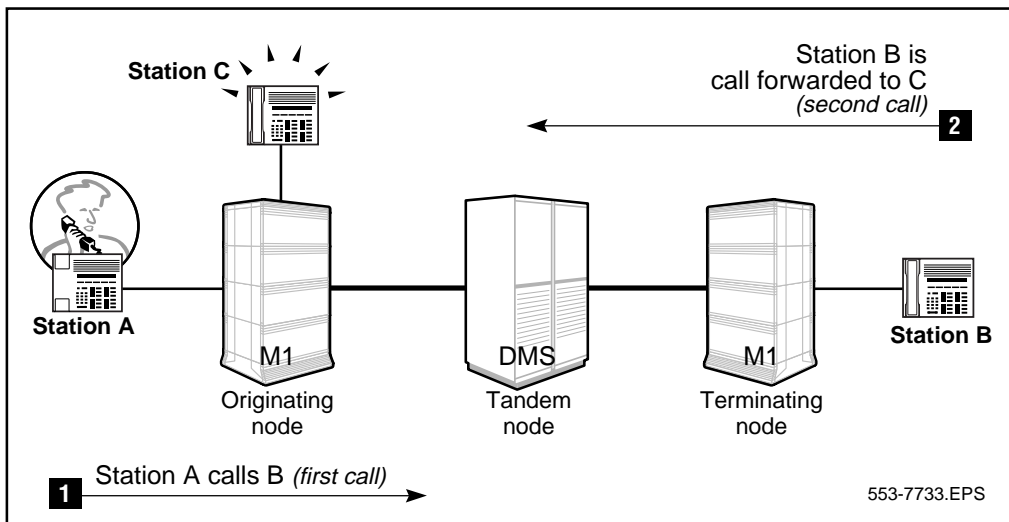 Station C
Station B is
call forwarded to C
(second call)
2
Station A
M1
DMS
M1
Station B
Originating
node
Tandem
node
Terminating
node
1
Station A calls B (first call)
553-7733.EPS